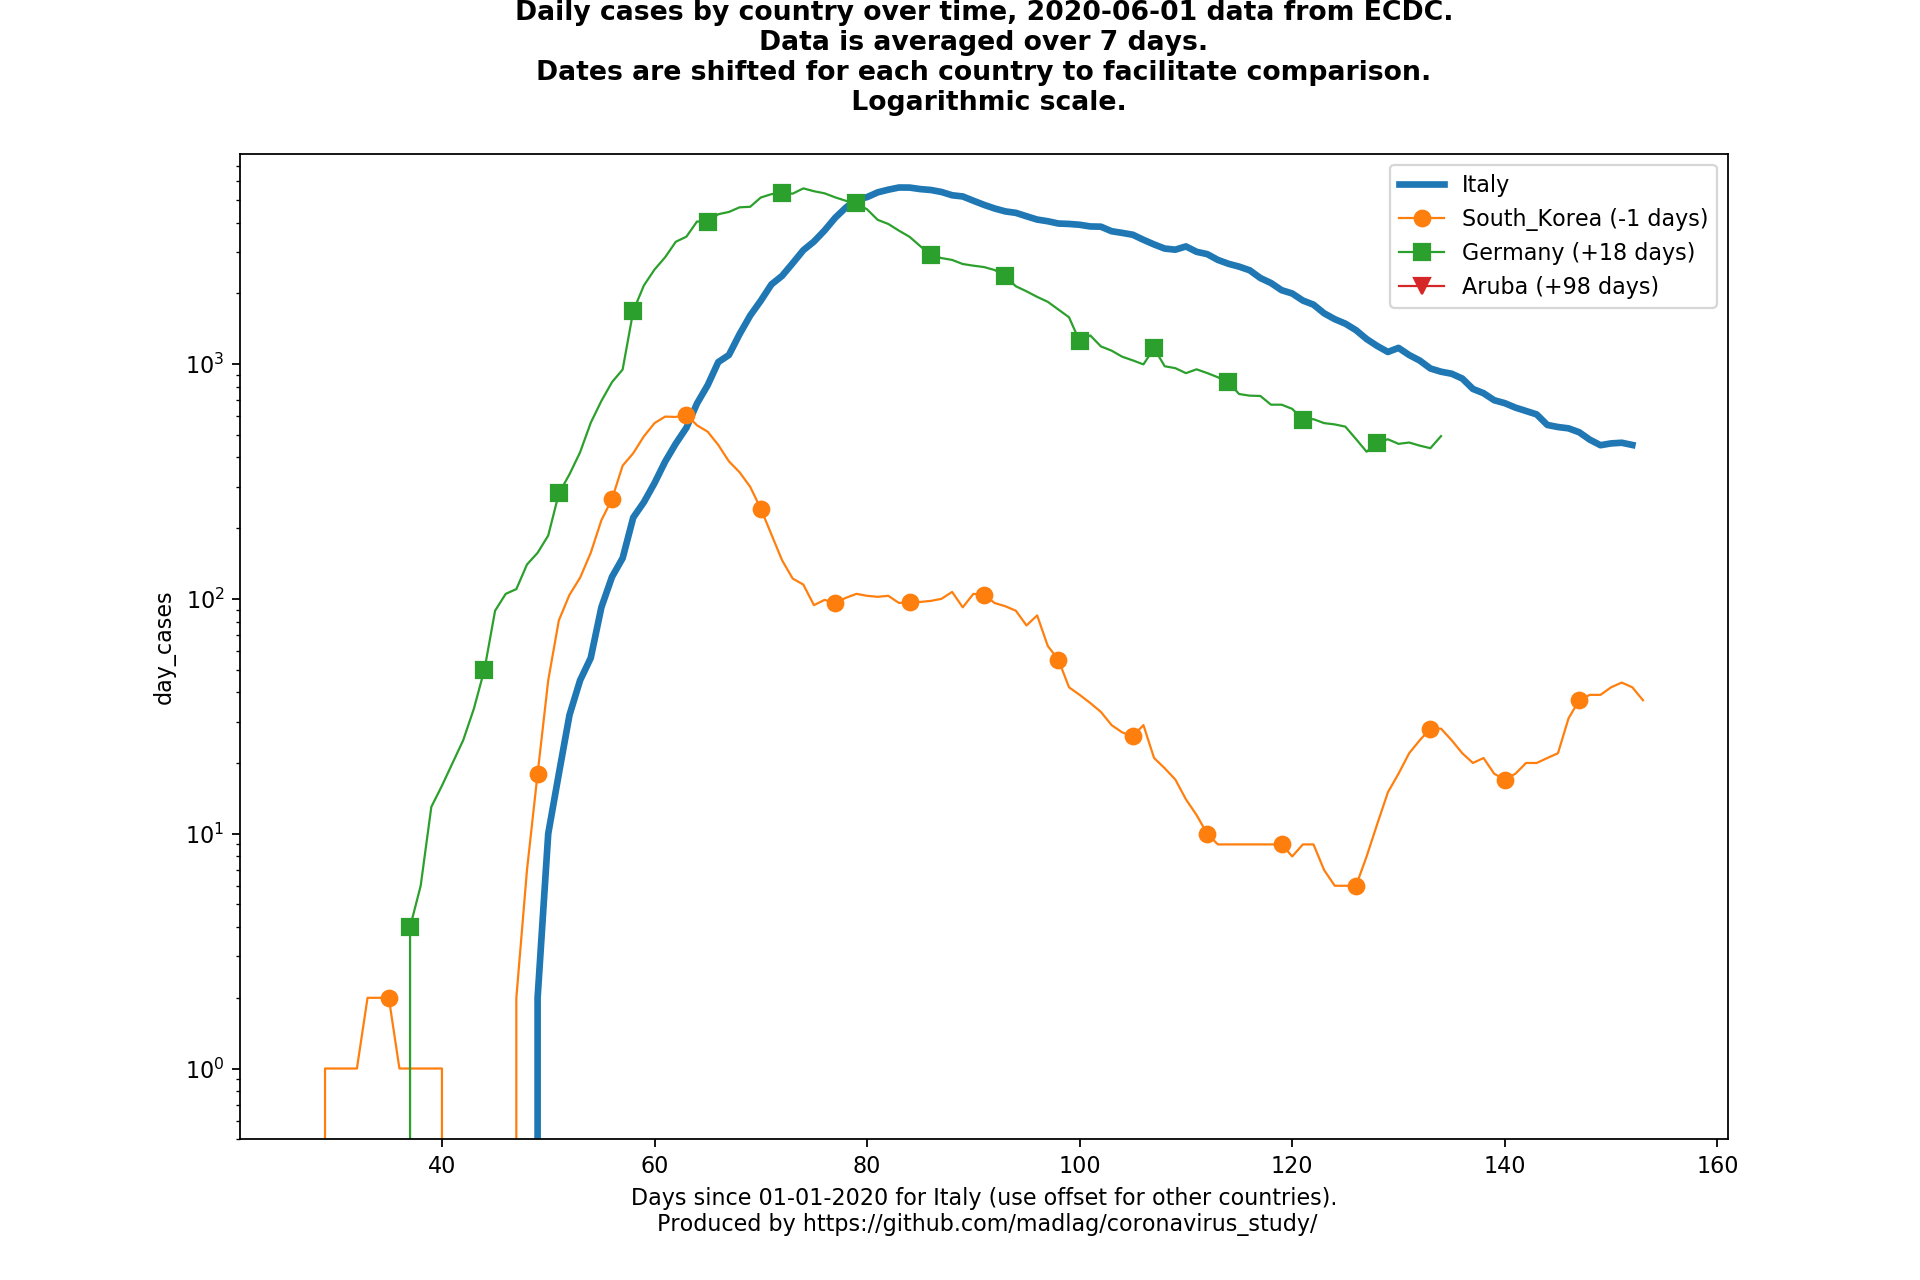 Daily cases by country over time, 2020-06-01 data from ECDC.
Data is averaged over 7 days.
Dates are shifted for each country to facilitate comparison.
Logarithmic scale.
Italy
South_Korea (-1 days)
Germany (+18 days)
Aruba (+98 days)
day_cases
10³
10²
10¹
10⁰
40 60 80 100 120 140 160
Days since 01-01-2020 for Italy (use offset for other countries).
Produced by https://github.com/madlag/coronavirus_study/